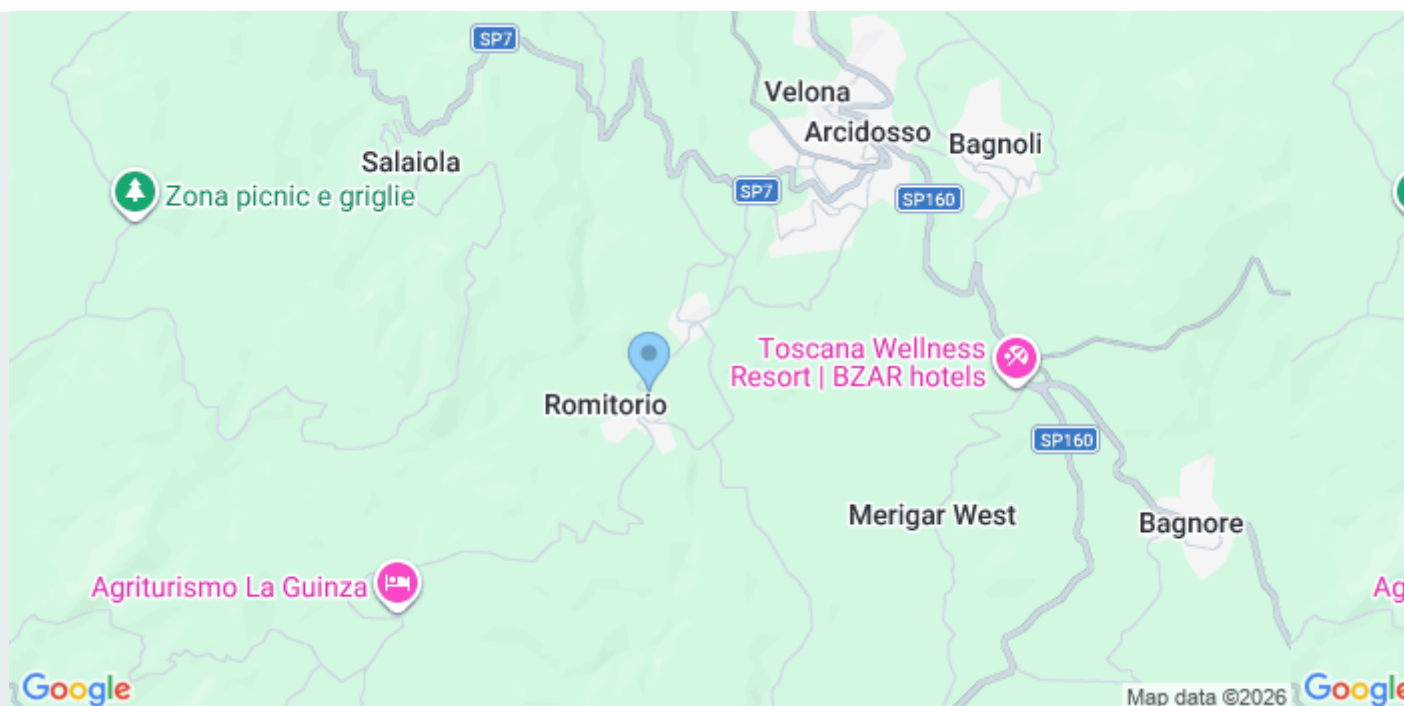 SP7
Velona
Arcidosso
Bagnoli
Salaiola
Zona picnic e griglie
SP7
SP160
Toscana Wellness
Resort | BZAR hotels
Romitorio
SP160
Merigar West
Bagnore
Agriturismo La Guinza
Ag
Google
Map data ©2026
Google